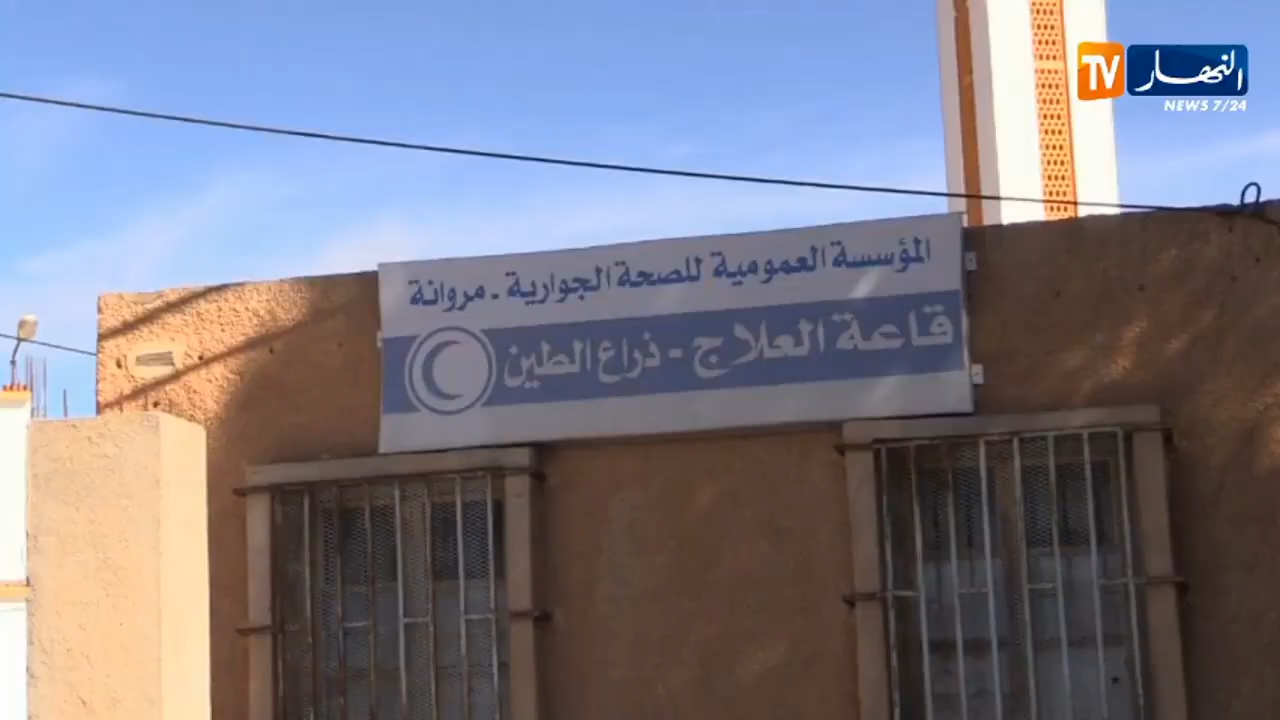 TV النهار
NEWS 7/24
المؤسسة العمومية للصحة الجوارية - مروانة
قاعة العلاج - ذراع الطين